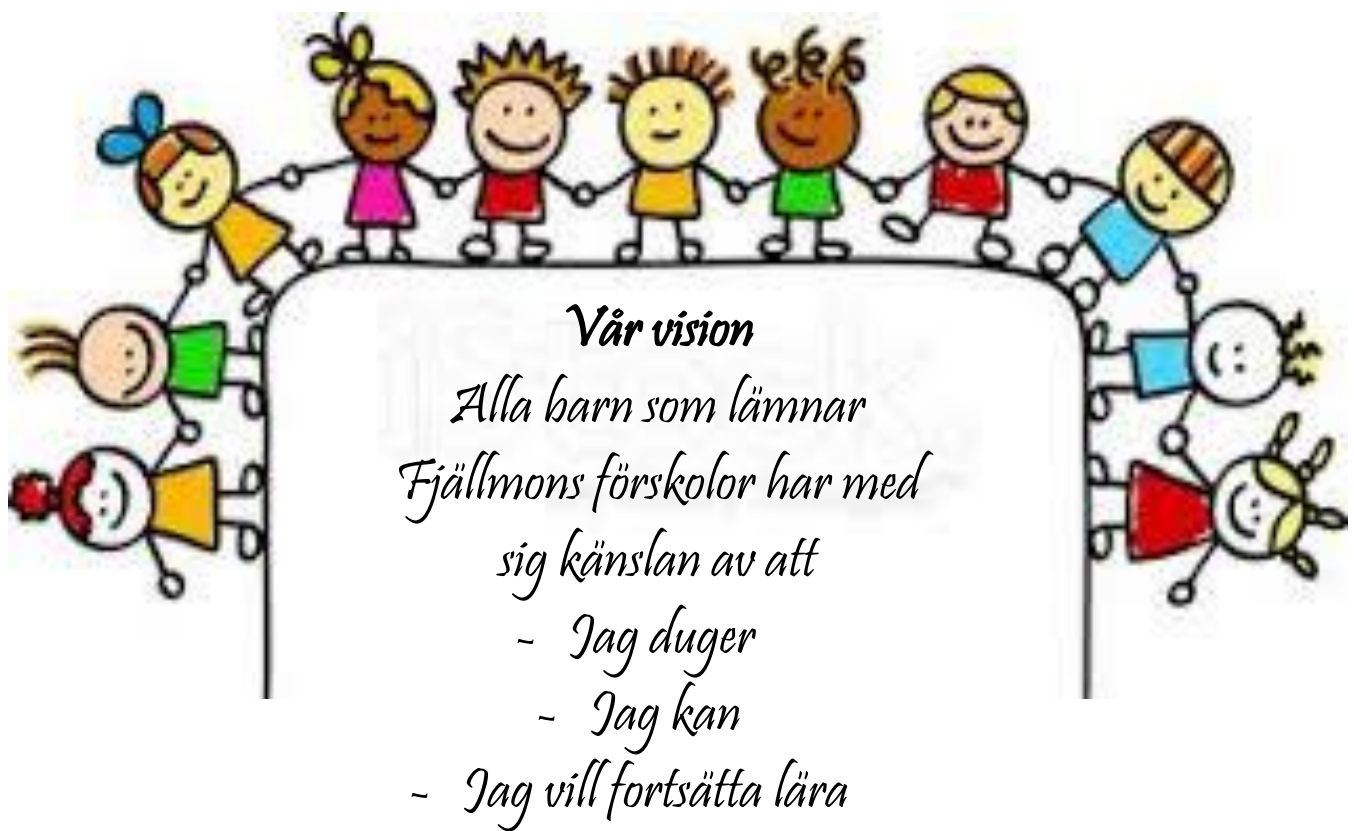 Vår vision
Alla barn som lämnar
Fjällmons förskolor har med
sig känslan av att
- Jag duger
- Jag kan
- Jag vill fortsätta lära